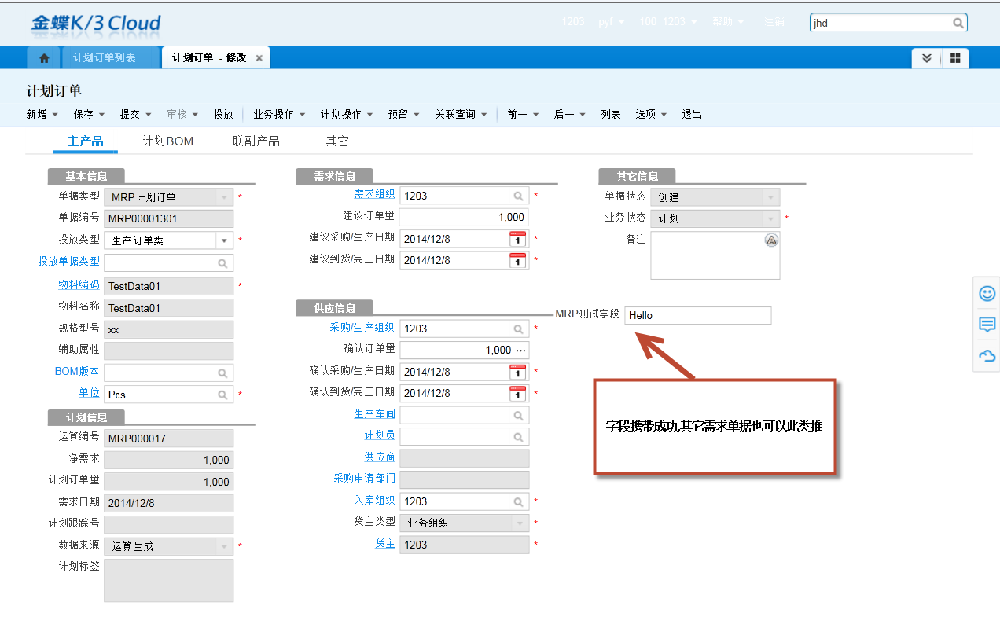 金蝶K/3 Cloud
1203 pyf 100 1203 帮助 注销
jhd
计划订单列表 计划订单 - 修改
计划订单
新增 保存 提交 审核 投放 业务操作 计划操作 预留 关联查询 前一 后一 列表 选项 退出
主产品 计划BOM 联副产品 其它
基本信息
单据类型 MRP计划订单 *
单据编号 MRP00001301
投放类型 生产订单类 *
投放单据类型
物料编码 TestData01 *
物料名称 TestData01
规格型号 xx
辅助属性
BOM版本
单位 Pcs *
计划信息
运算编号 MRP000017
净需求 1,000
计划订单量 1,000
需求日期 2014/12/8
计划跟踪号
数据来源 运算生成 *
计划标签
需求信息
需求组织 1203 *
建议订单量 1,000
建议采购/生产日期 2014/12/8 1 *
建议到货/完工日期 2014/12/8 1 *
供应信息
采购/生产组织 1203 *
确认订单量 1,000 ...
确认采购/生产日期 2014/12/8 1 *
确认到货/完工日期 2014/12/8 1 *
生产车间
计划员
供应商
采购申请部门
入库组织 1203 *
货主类型 业务组织 *
货主 1203 *
其它信息
单据状态 创建
业务状态 计划 *
备注 A
MRP测试字段 Hello
字段携带成功,其它需求单据也可以此类推